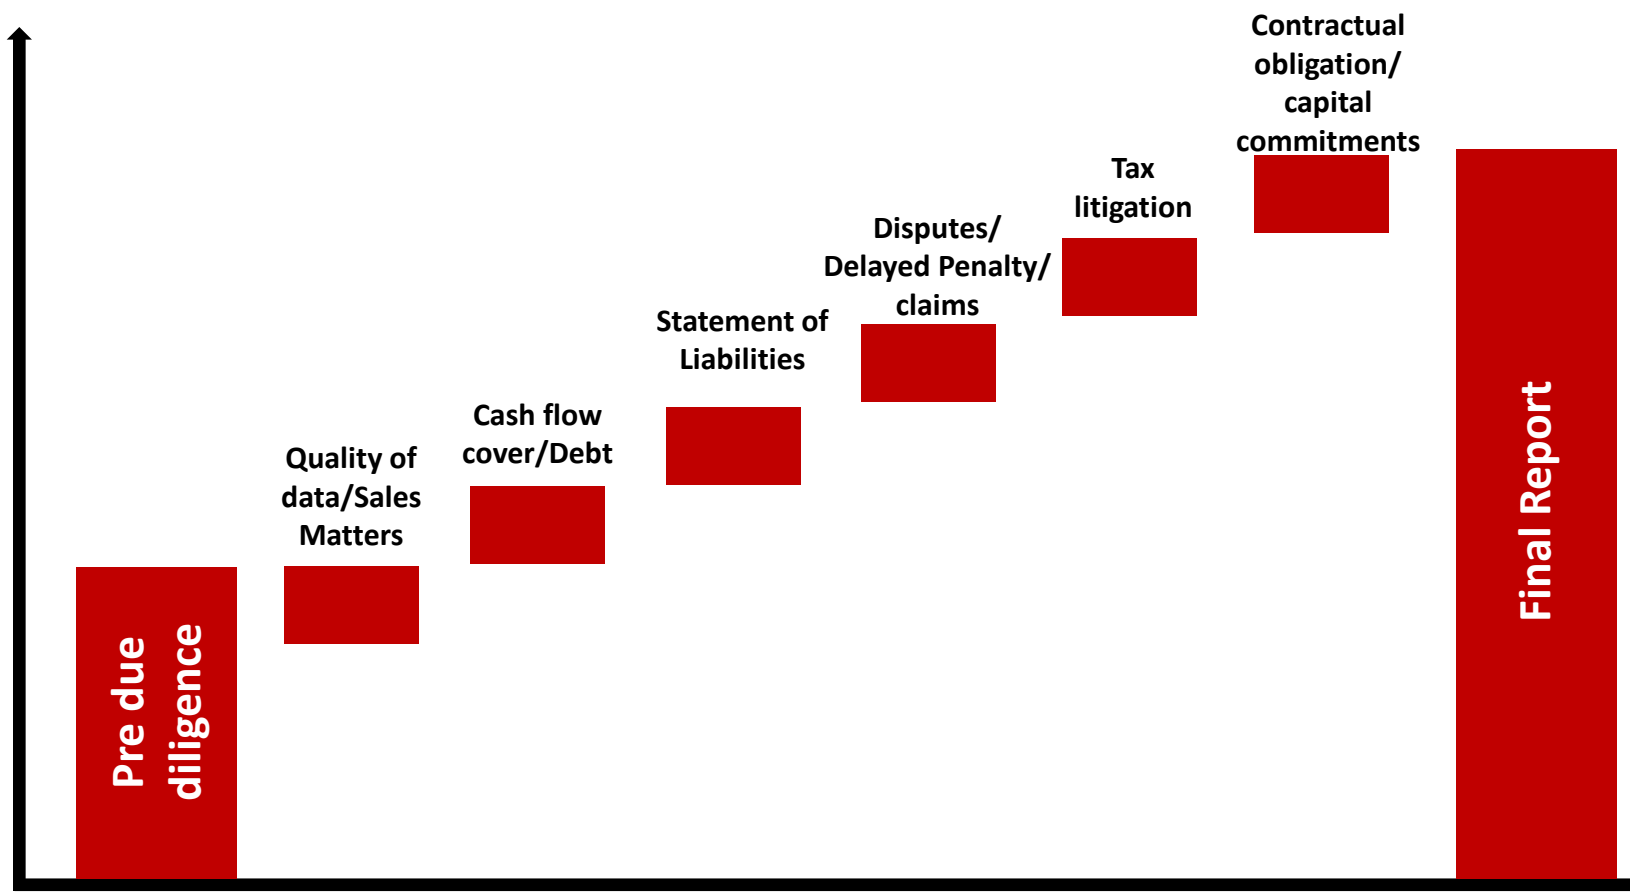 Pre due
diligence
Quality of
data/Sales
Matters
Cash flow
cover/Debt
Statement of
Liabilities
Disputes/
Delayed Penalty/
claims
Tax
litigation
Contractual
obligation/
capital
commitments
Final Report